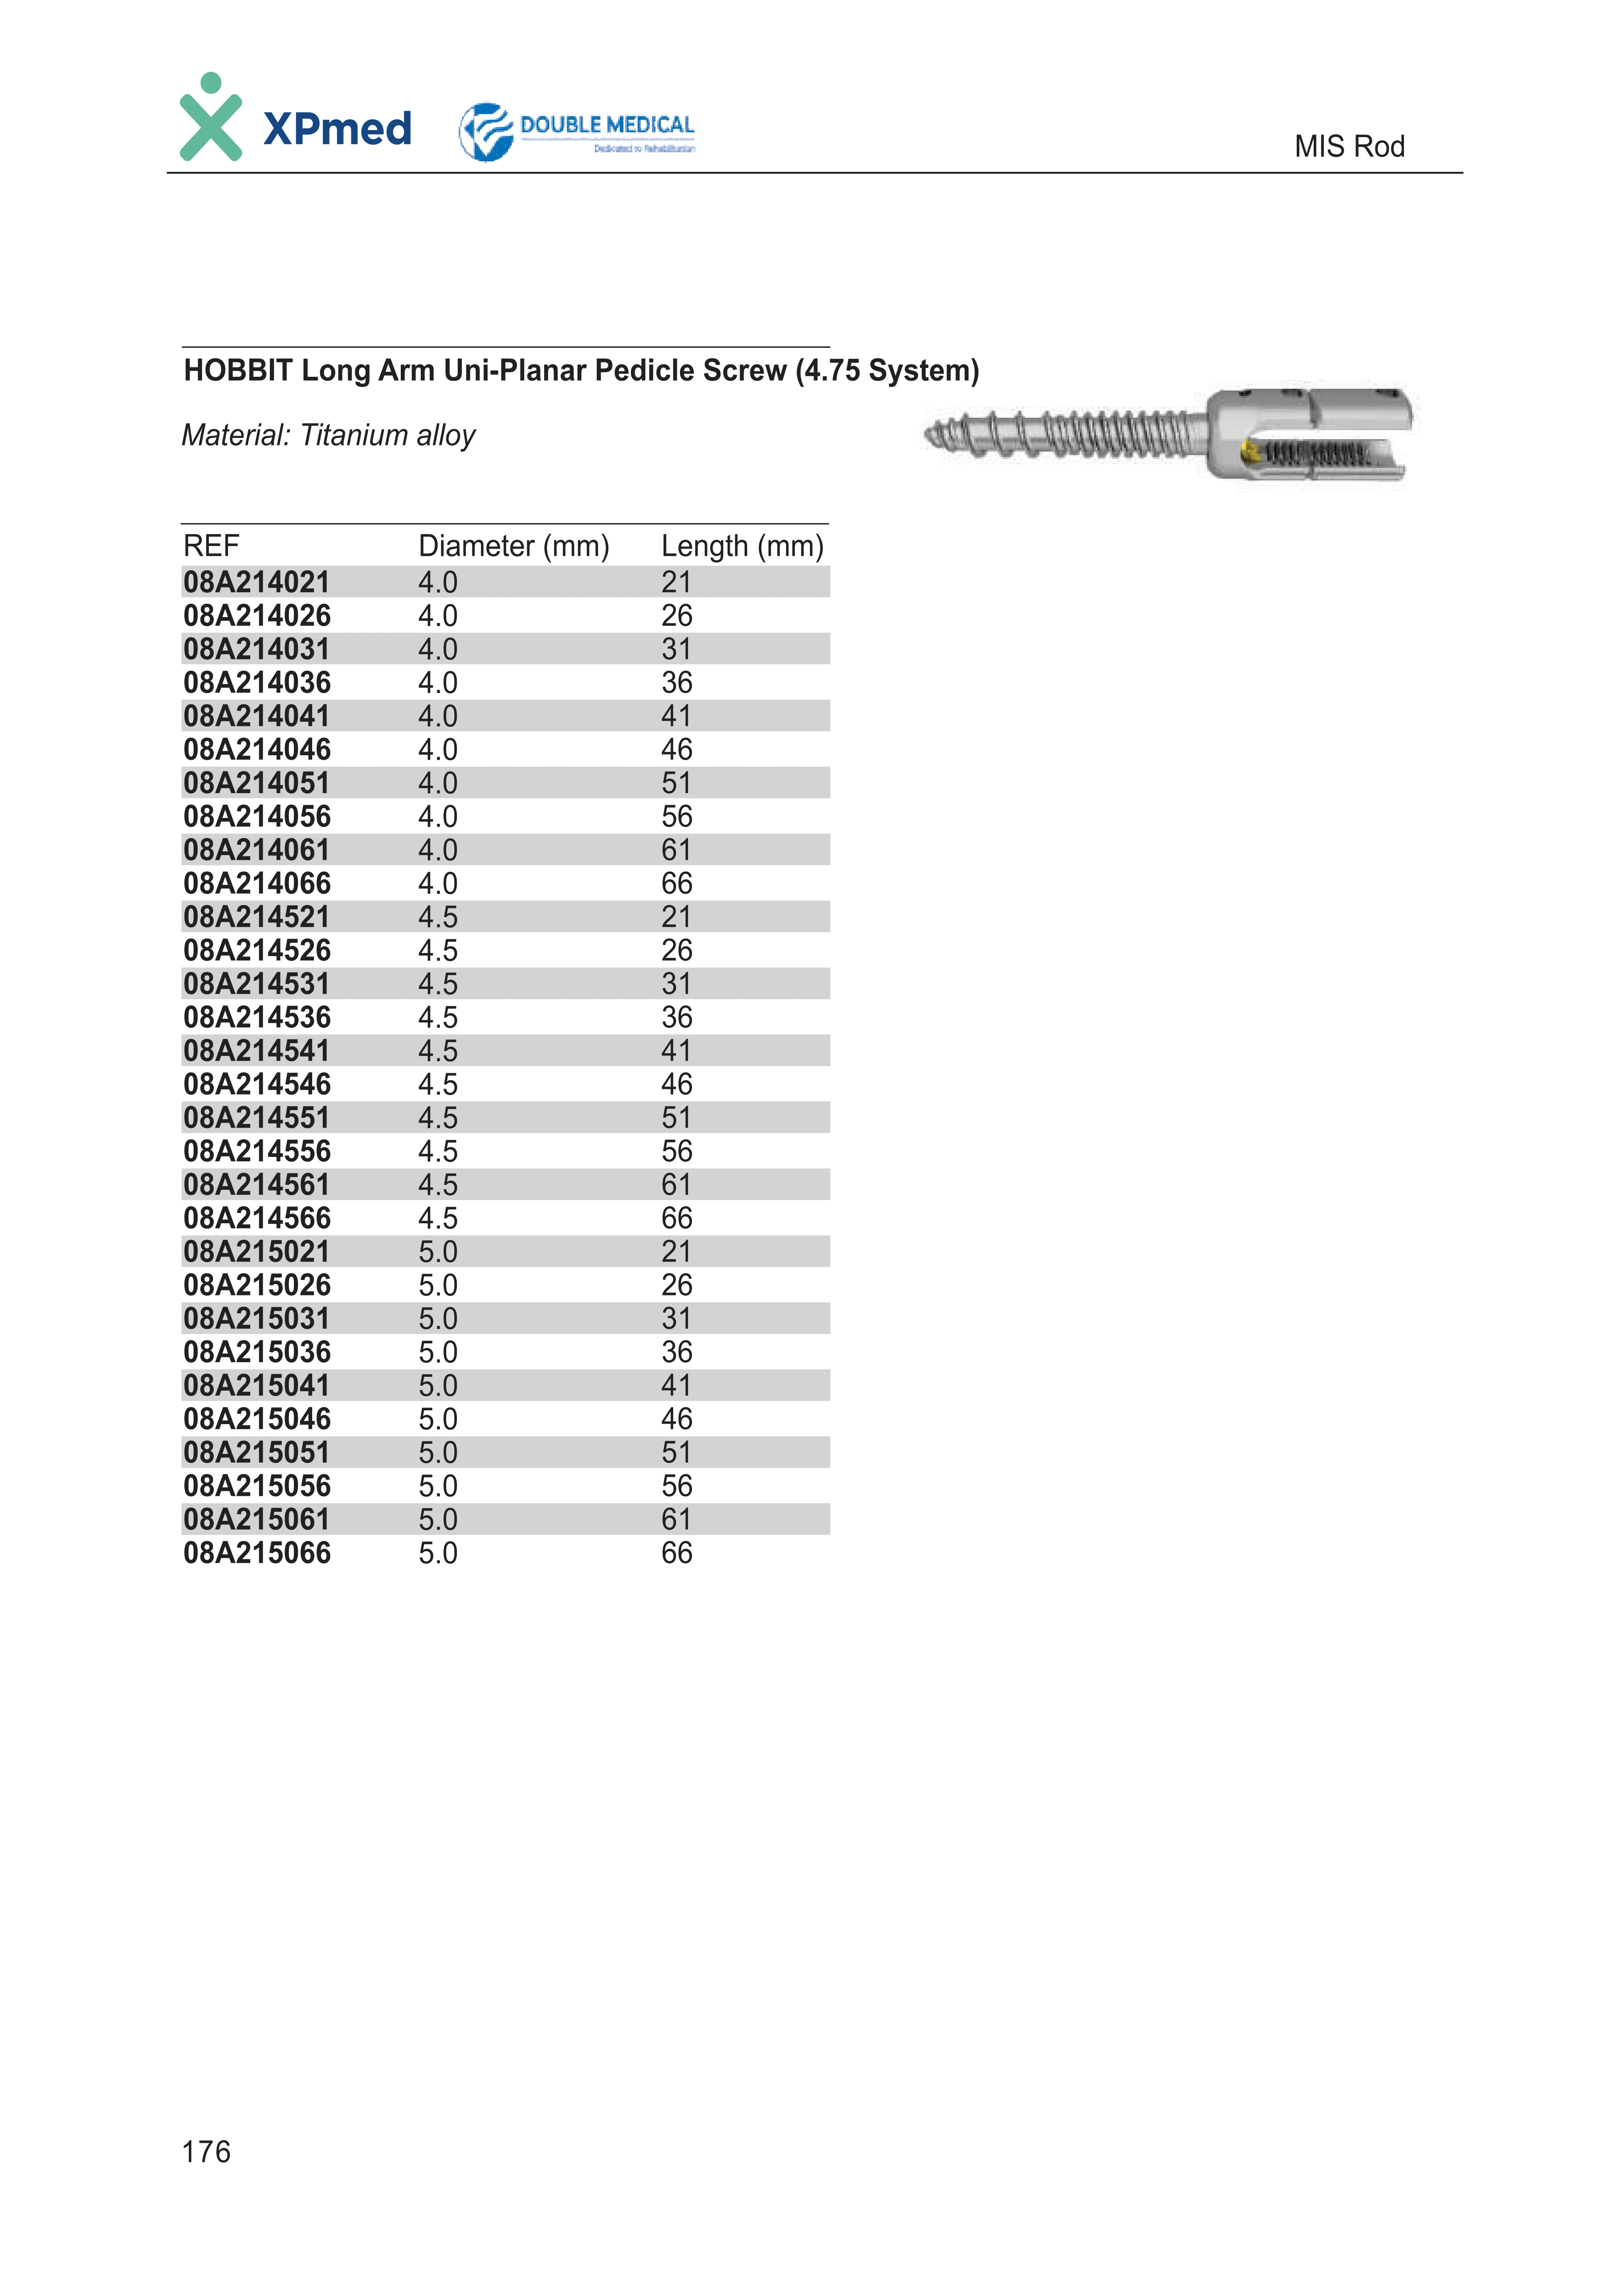 XPmed
DOUBLE MEDICAL
Dedicated to Rehabilitation
MIS Rod
HOBBIT Long Arm Uni-Planar Pedicle Screw (4.75 System)
Material: Titanium alloy
REF Diameter (mm) Length (mm)
08A214021 4.0 21
08A214026 4.0 26
08A214031 4.0 31
08A214036 4.0 36
08A214041 4.0 41
08A214046 4.0 46
08A214051 4.0 51
08A214056 4.0 56
08A214061 4.0 61
08A214066 4.0 66
08A214521 4.5 21
08A214526 4.5 26
08A214531 4.5 31
08A214536 4.5 36
08A214541 4.5 41
08A214546 4.5 46
08A214551 4.5 51
08A214556 4.5 56
08A214561 4.5 61
08A214566 4.5 66
08A215021 5.0 21
08A215026 5.0 26
08A215031 5.0 31
08A215036 5.0 36
08A215041 5.0 41
08A215046 5.0 46
08A215051 5.0 51
08A215056 5.0 56
08A215061 5.0 61
08A215066 5.0 66
176